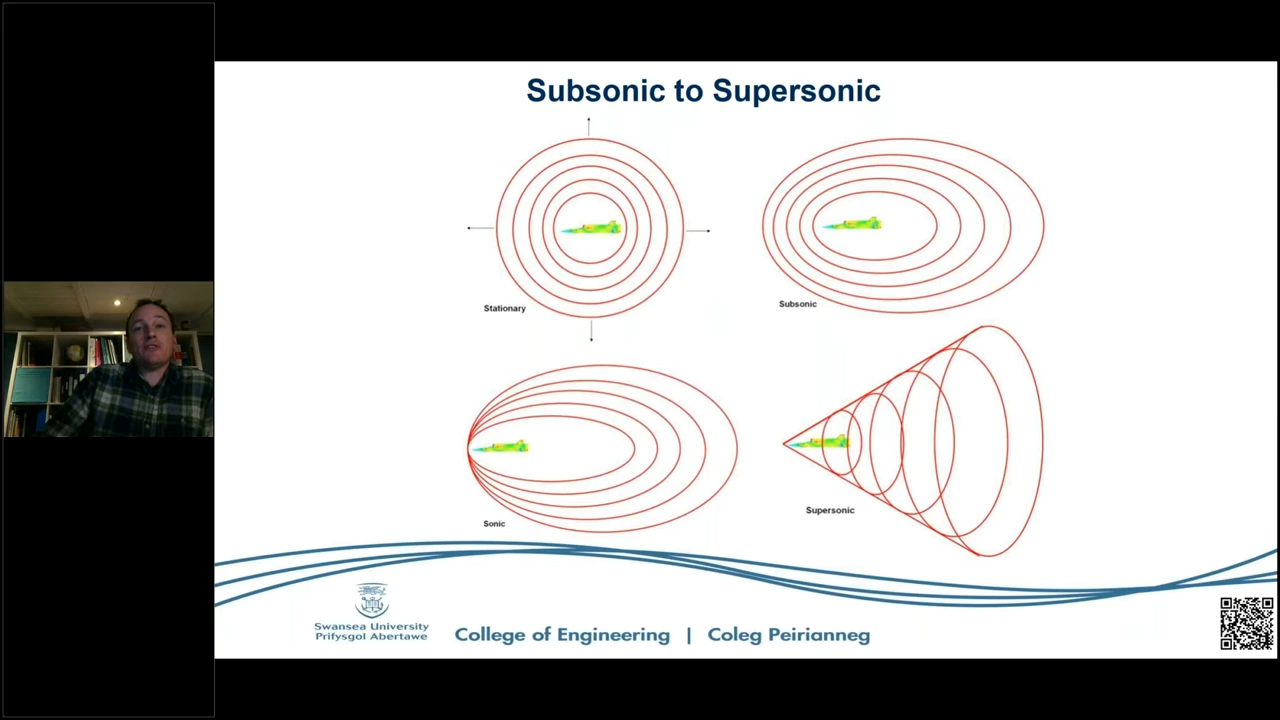 Subsonic to Supersonic
Stationary
Subsonic
Sonic
Supersonic
Swansea University
Prifysgol Abertawe
College of Engineering | Coleg Peirianneg